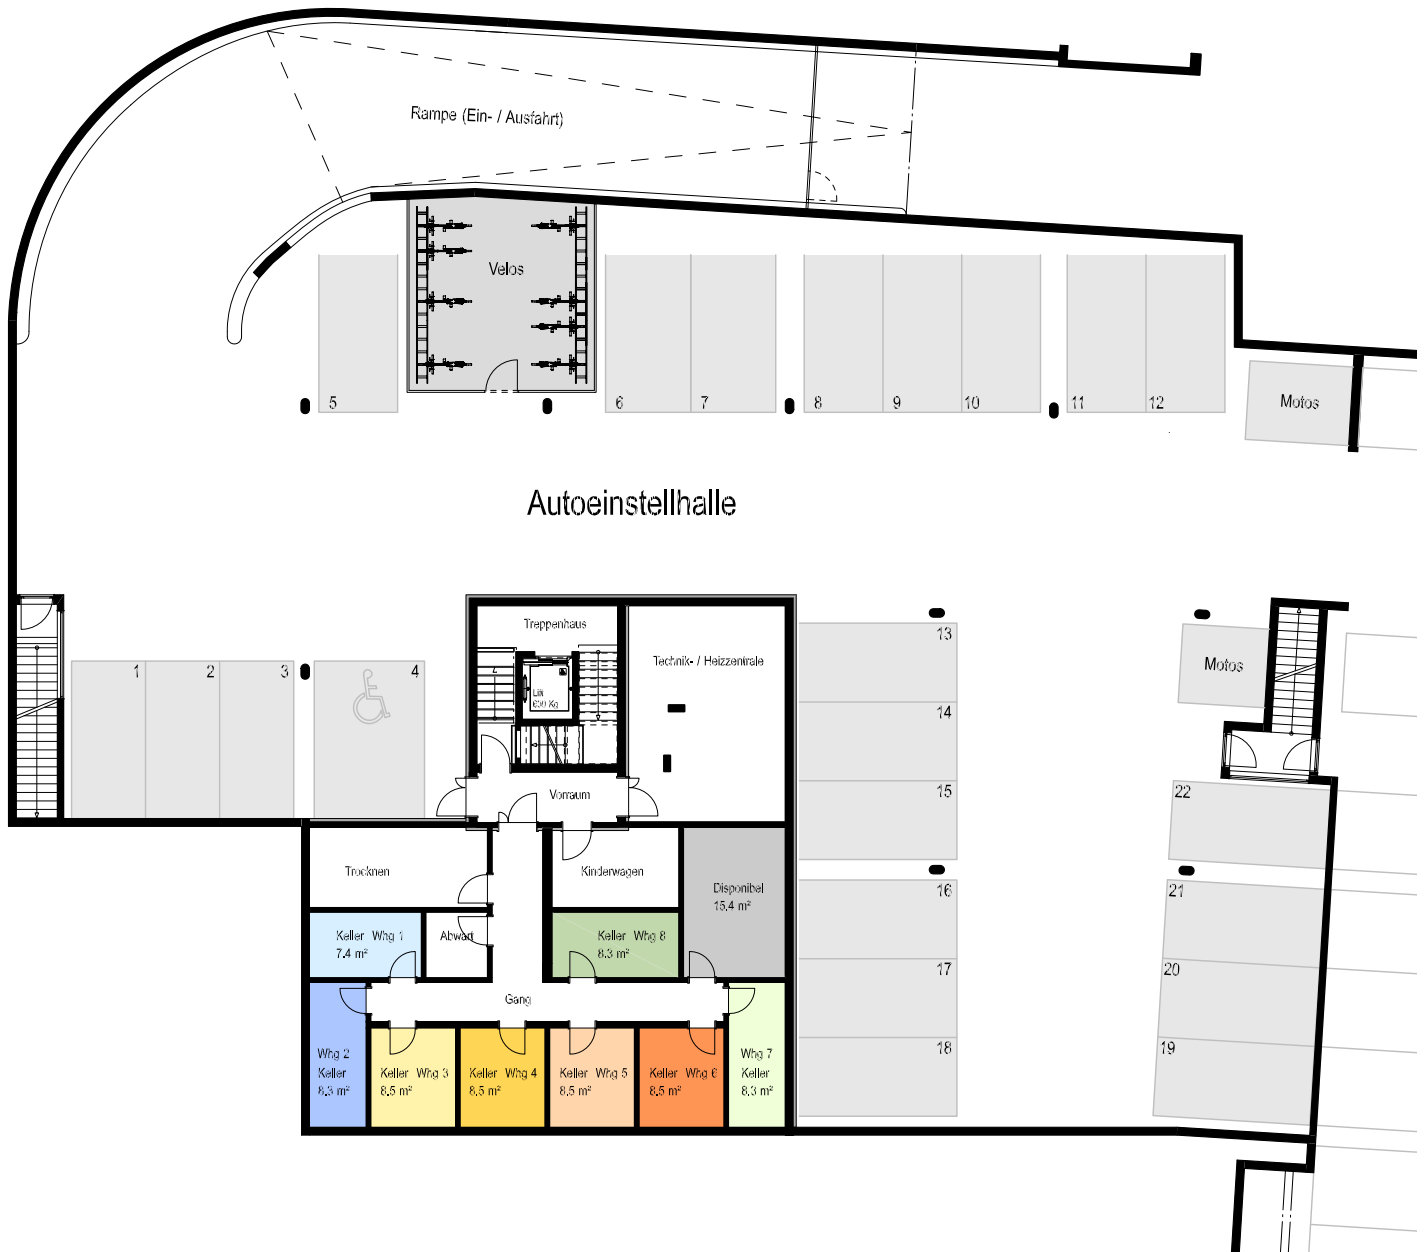 Rampe (Ein- / Ausfahrt)
Velos
5
6
7
8
9
10
11
12
Motos
Autoeinstellhalle
1
2
3
4
Treppenhaus
Lift
630 Kg
Technik- / Heizzentrale
Vorraum
13
14
15
16
17
18
Motos
22
21
20
19
Trocknen
Kinderwagen
Disponibel
15.4 m²
Keller Whg 1
7.4 m²
Abwart
Keller Whg 8
8.3 m²
Gang
Whg 2
Keller
8.3 m²
Keller Whg 3
8.5 m²
Keller Whg 4
8.5 m²
Keller Whg 5
8.5 m²
Keller Whg 6
8.5 m²
Whg 7
Keller
8.3 m²